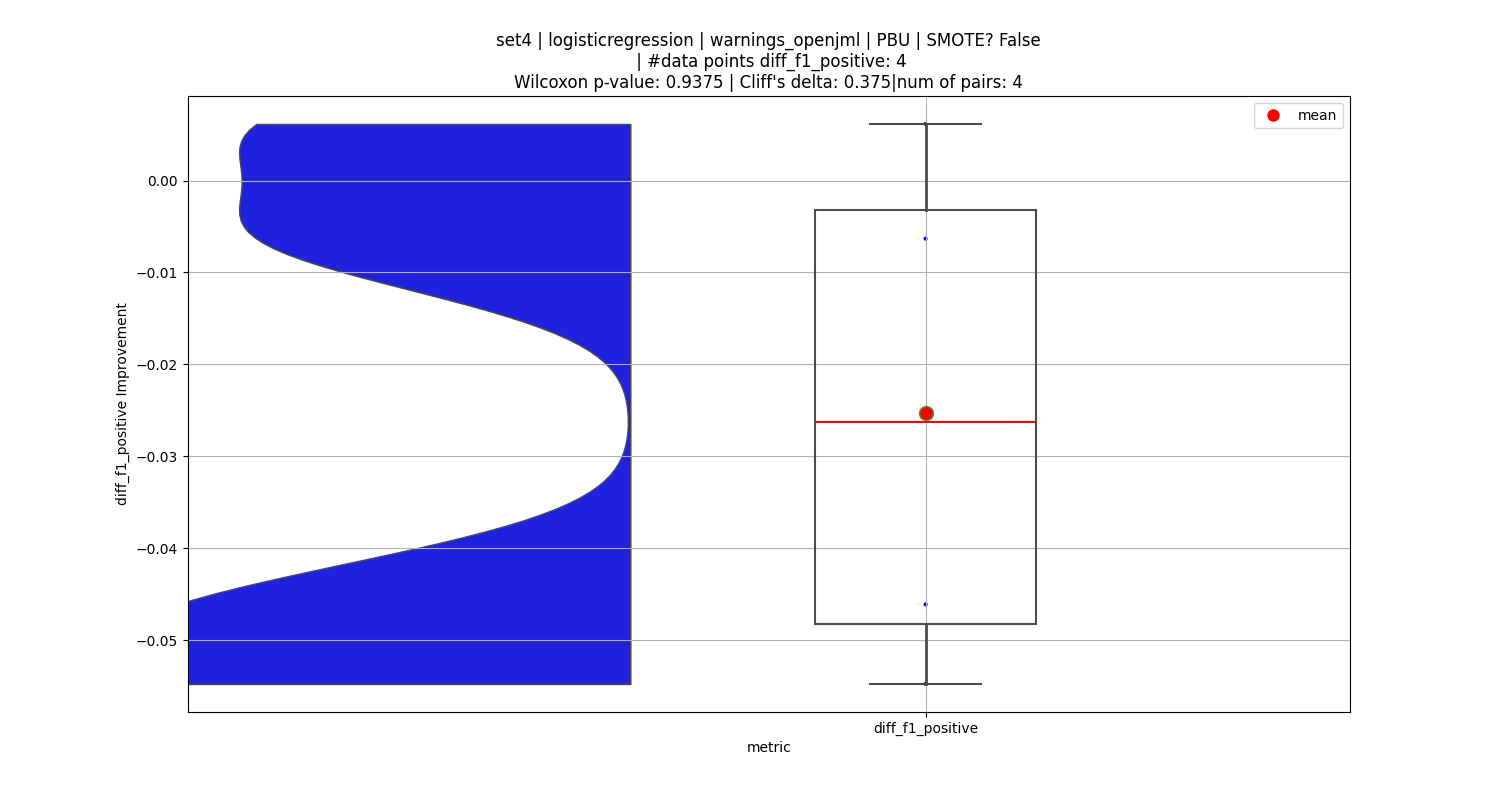 set4 | logisticregression | warnings_openjml | PBU | SMOTE? False
| #data points diff_f1_positive: 4
Wilcoxon p-value: 0.9375 | Cliff's delta: 0.375|num of pairs: 4
mean
0.00
−0.01
−0.02
−0.03
−0.04
−0.05
diff_f1_positive Improvement
diff_f1_positive
metric